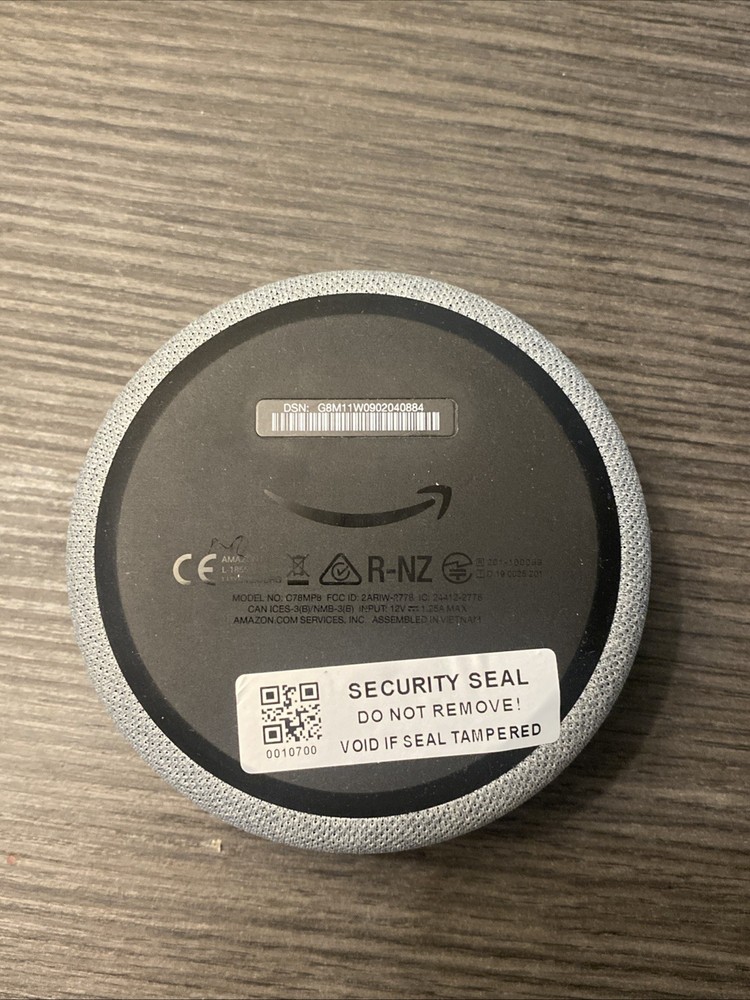 DSN: G8M11W0902040884
CE
R-NZ
MODEL NO: C78MP8 FCC ID: 2ARIW-2778 IC: 24412-2778
CAN ICES-3(B)/NMB-3(B) INPUT: 12V 1.25A MAX
AMAZON.COM SERVICES, INC. ASSEMBLED IN VIETNAM
SECURITY SEAL
DO NOT REMOVE!
VOID IF SEAL TAMPERED
0010700